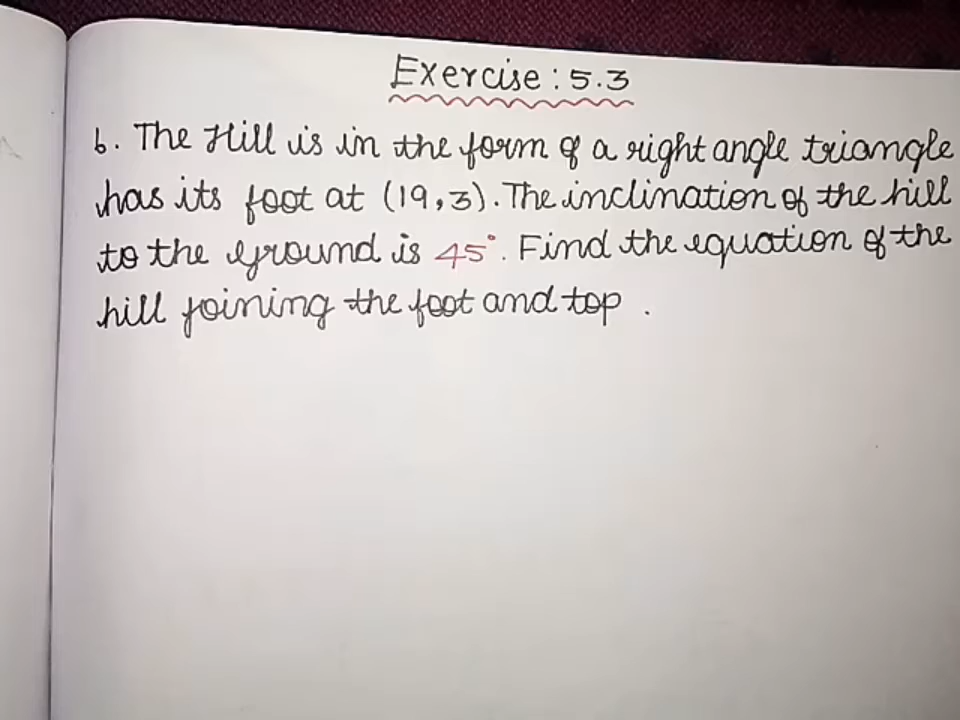 Exercise : 5.3
6. The Hill is in the form of a right angle triangle
has its foot at (19,3). The inclination of the hill
to the ground is 45°. Find the equation of the
hill joining the foot and top .